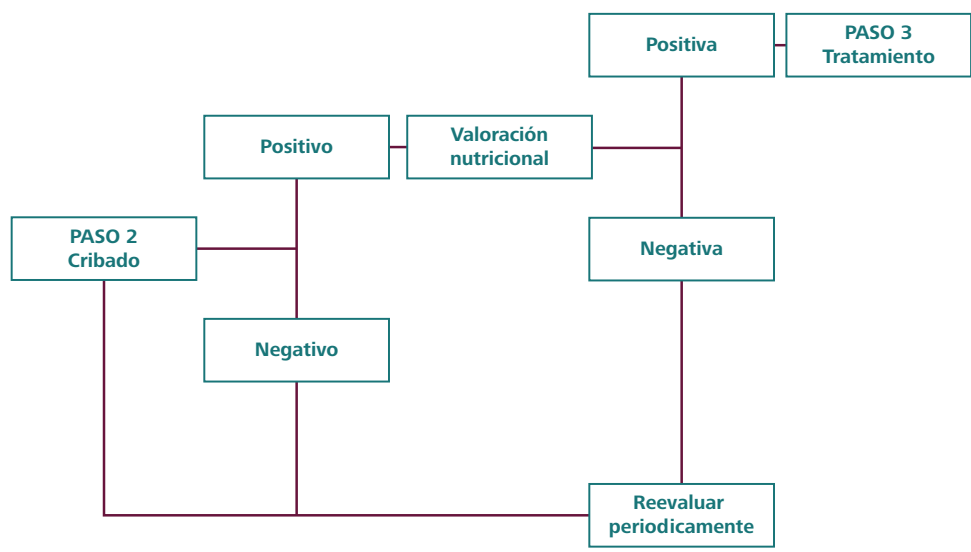 Positiva
PASO 3
Tratamiento
Positivo
Valoración
nutricional
PASO 2
Cribado
Negativa
Negativo
Reevaluar
periodicamente